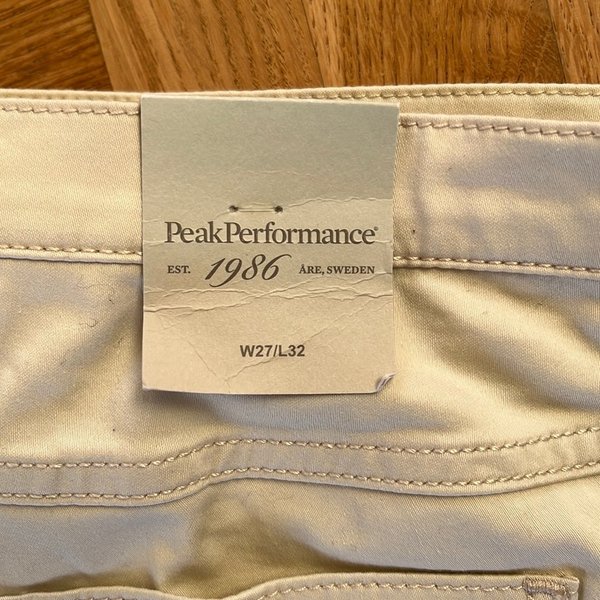 PeakPerformance®
EST. 1986 ÅRE, SWEDEN
W27/L32